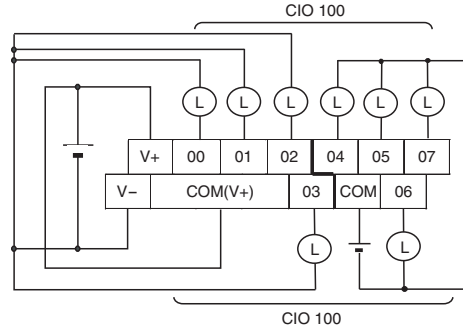 CIO 100
L L L L L L
V+ 00 01 02 04 05 07
V− COM(V+) 03 COM 06
L L
CIO 100